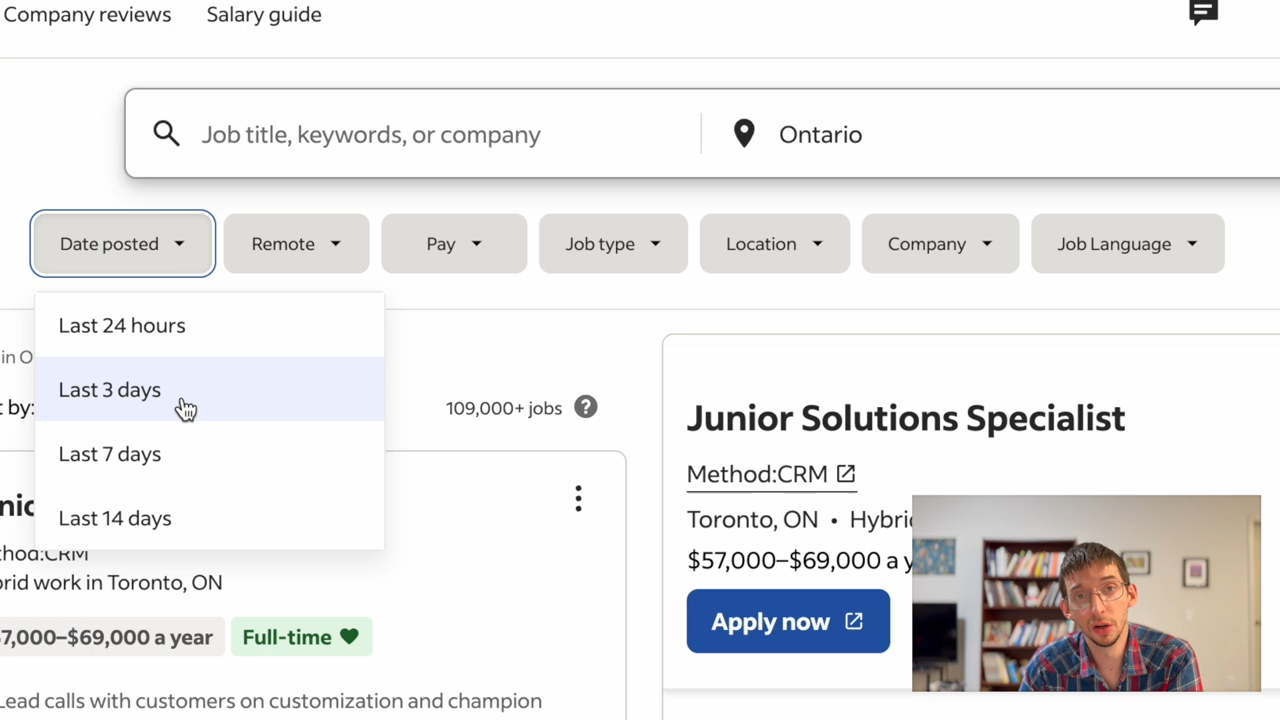 Company reviews Salary guide
Job title, keywords, or company Ontario
Date posted Remote Pay Job type Location Company Job Language
Last 24 hours
Last 3 days
Last 7 days
Last 14 days
in O
t by:
109,000+ jobs ?
Junior Solutions Specialist
Method:CRM
Toronto, ON • Hybri
$57,000–$69,000 a y
Apply now
hod:CRM
rid work in Toronto, ON
7,000–$69,000 a year Full-time
Lead calls with customers on customization and champion